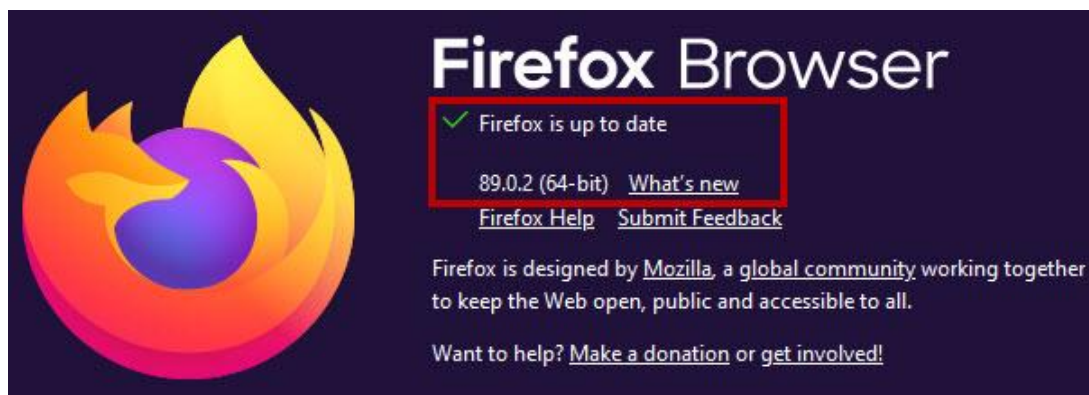 Firefox Browser
Firefox is up to date
89.0.2 (64-bit) What's new
Firefox Help Submit Feedback
Firefox is designed by Mozilla, a global community working together
to keep the Web open, public and accessible to all.
Want to help? Make a donation or get involved!